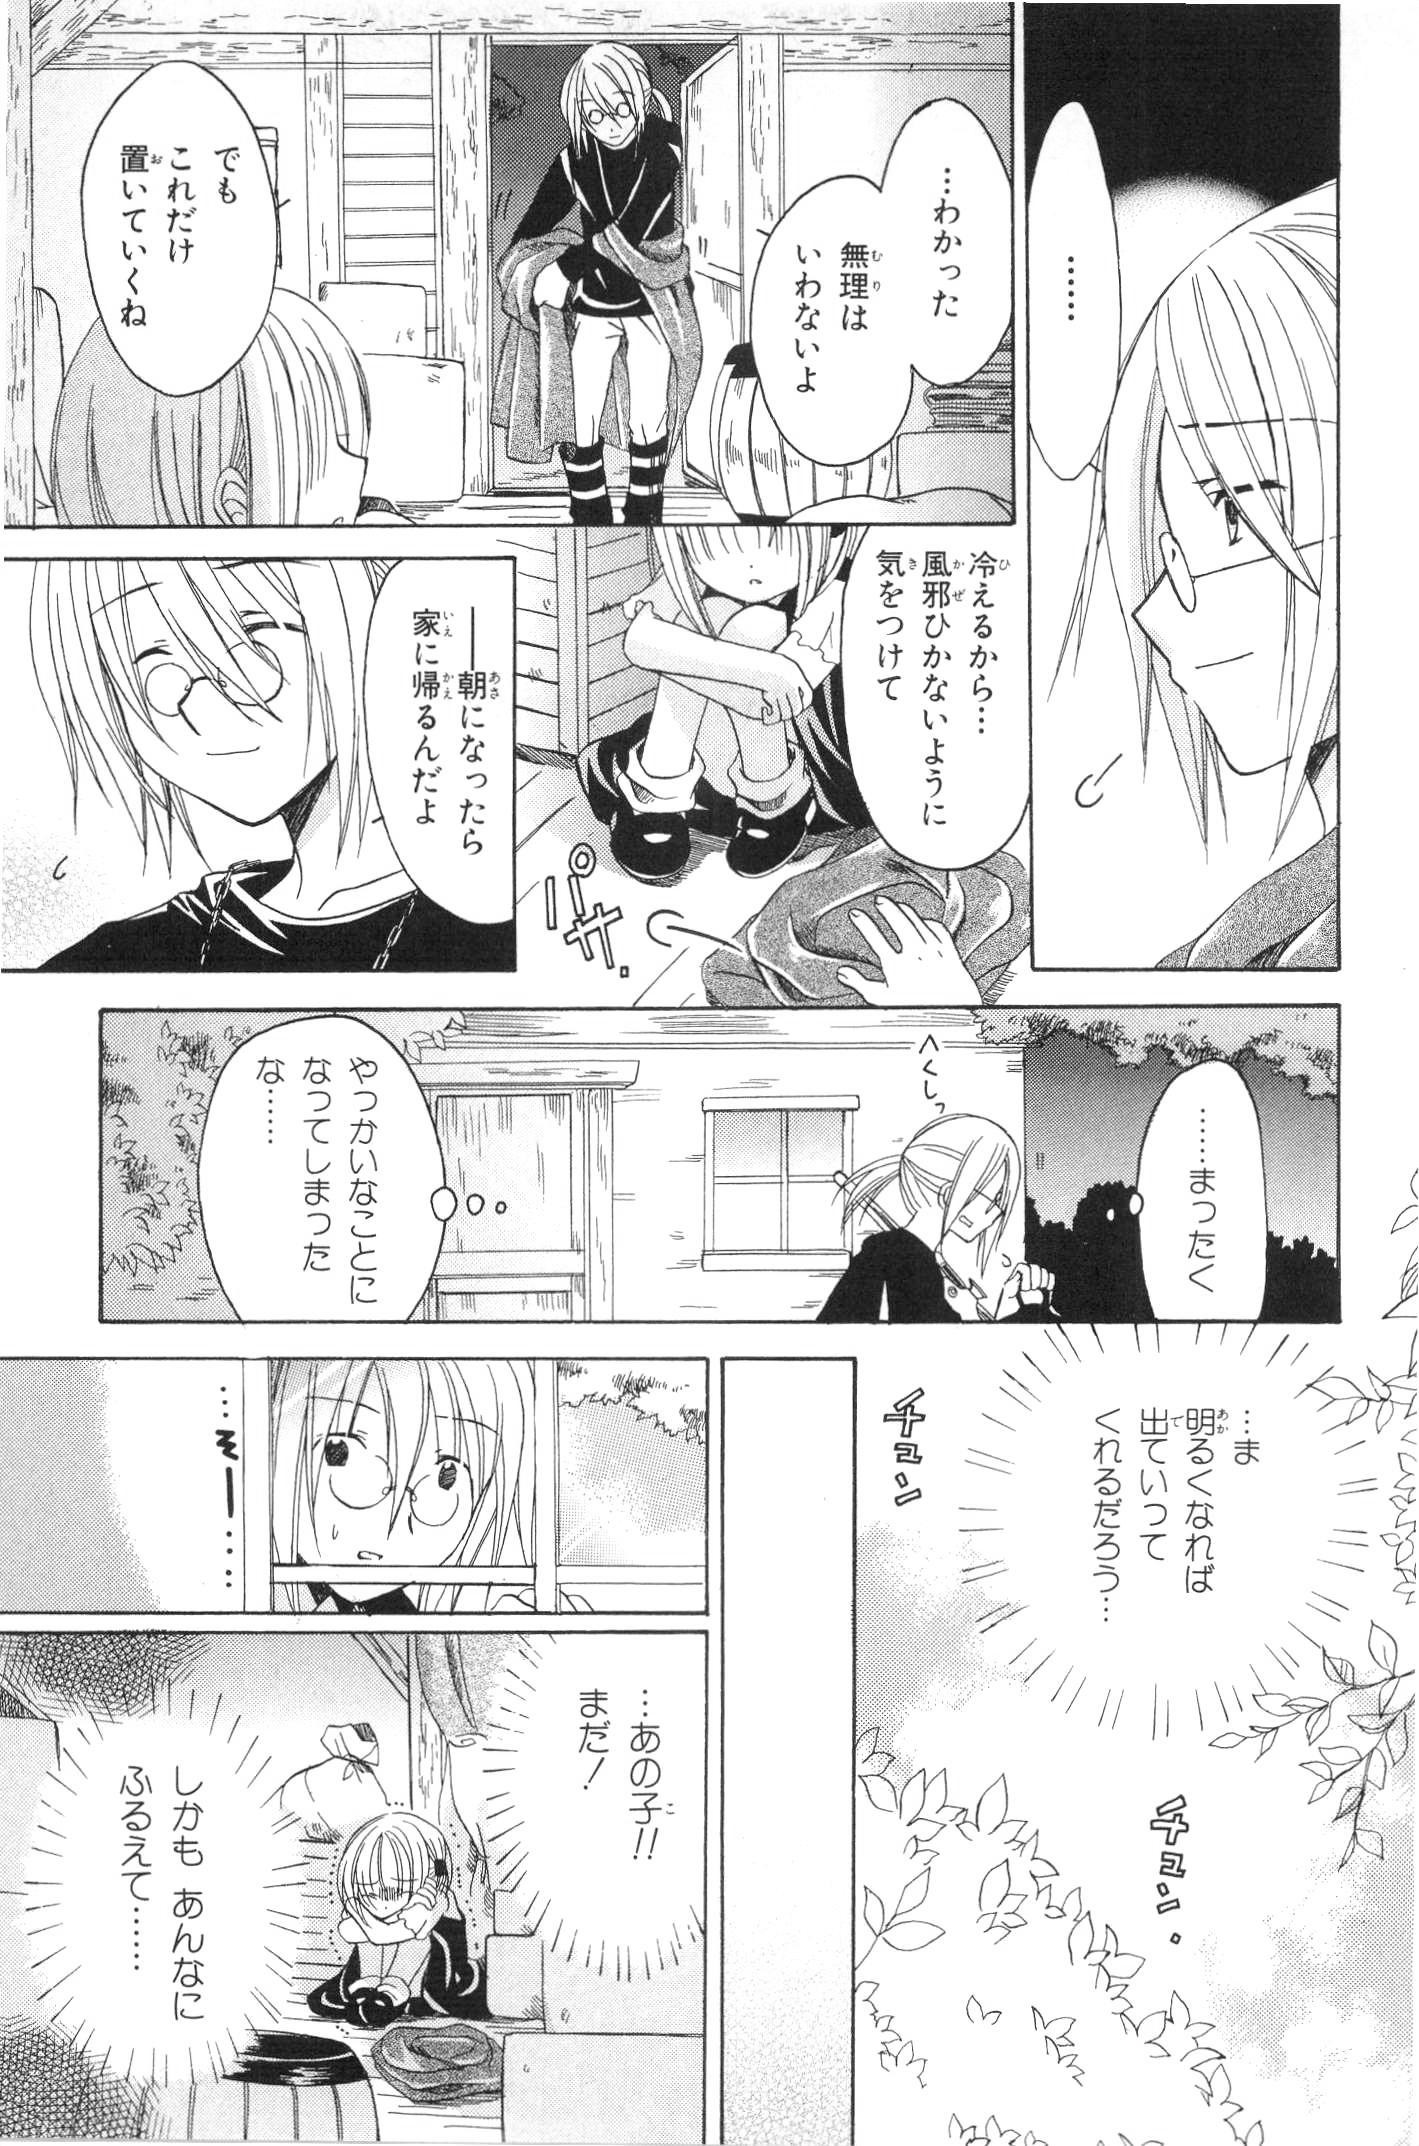 ……
…わかった
無理は
いわないよ
でも
これだけ
置いていくね
冷えるから…
風邪ひかないように
気をつけて
パサ.
――朝になったら
家に帰るんだよ
……まったく
へくしっ
やっかいなことに
なってしまった
な……
…ま
明るくなれば
出ていって
くれるだろう…
チュン
チュン.
…そー……
…あの子!!
まだ!
しかも あんなに
ふるえて……